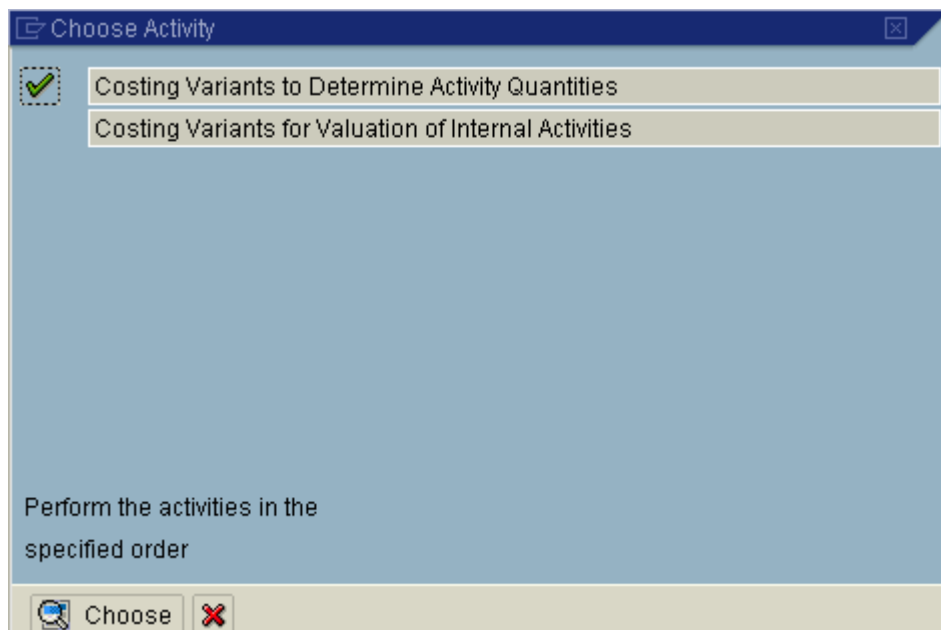 Choose Activity
Costing Variants to Determine Activity Quantities
Costing Variants for Valuation of Internal Activities
Perform the activities in the
specified order
Choose